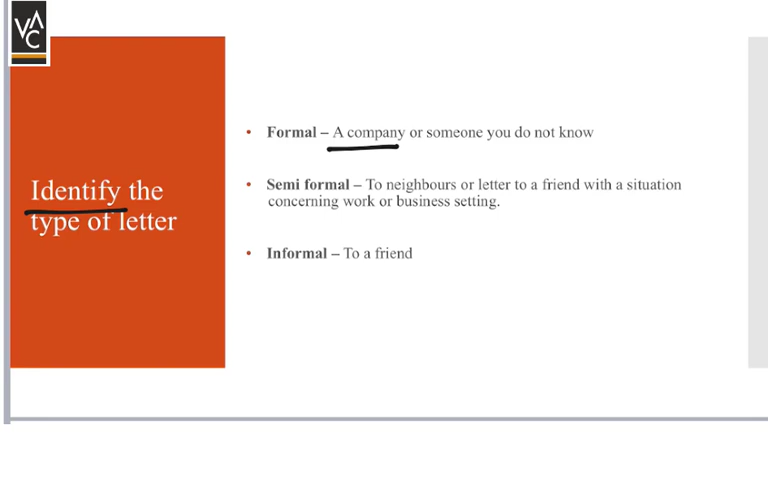 VAC
Identify the
type of letter
• Formal – A company or someone you do not know
• Semi formal – To neighbours or letter to a friend with a situation
concerning work or business setting.
• Informal – To a friend